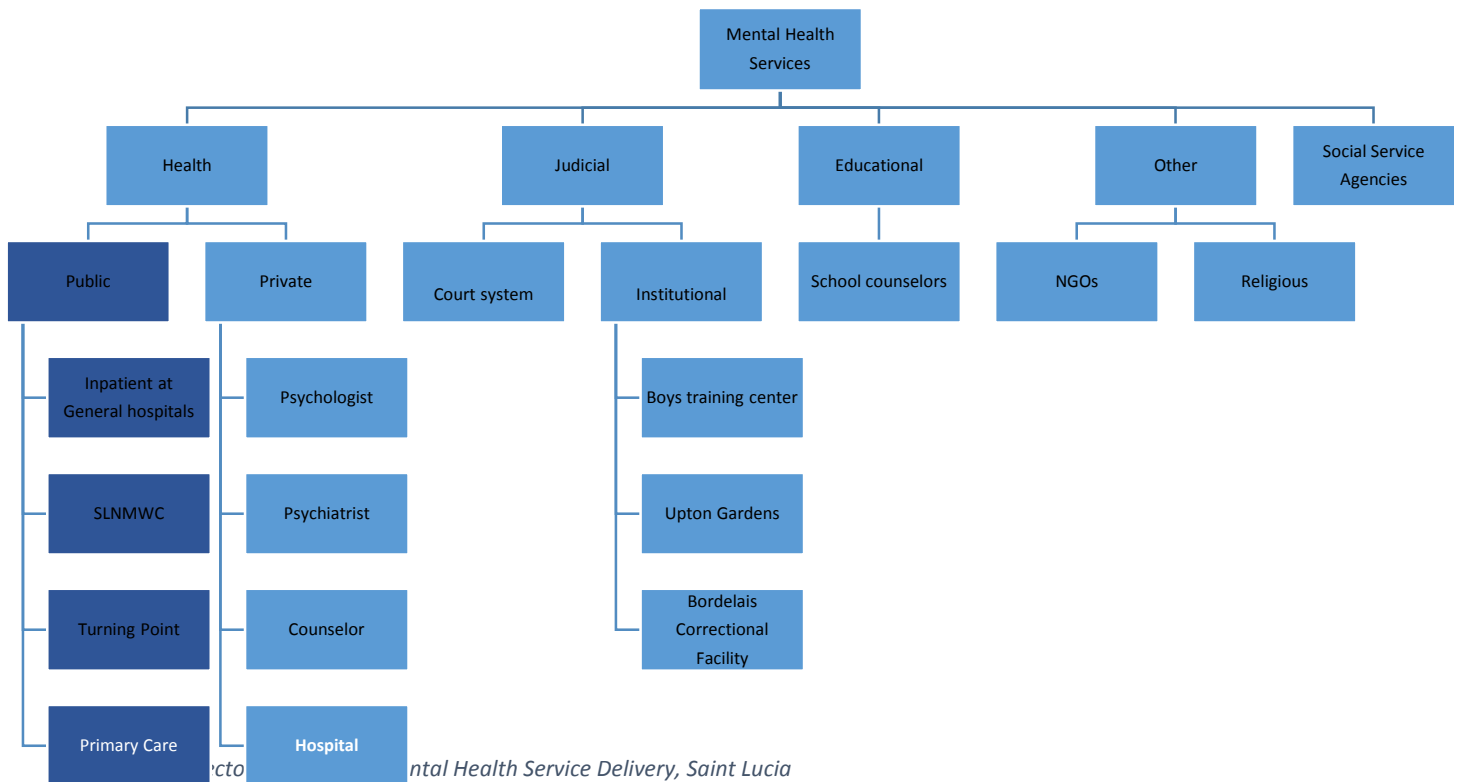 Mental Health
Services
Health
Judicial
Educational
Other
Social Service
Agencies
Public
Private
Court system
Institutional
School counselors
NGOs
Religious
Inpatient at
General hospitals
Psychologist
Boys training center
SLNMWC
Psychiatrist
Upton Gardens
Turning Point
Counselor
Bordelais
Correctional
Facility
Primary Care
Hospital
ntal Health Service Delivery, Saint Lucia